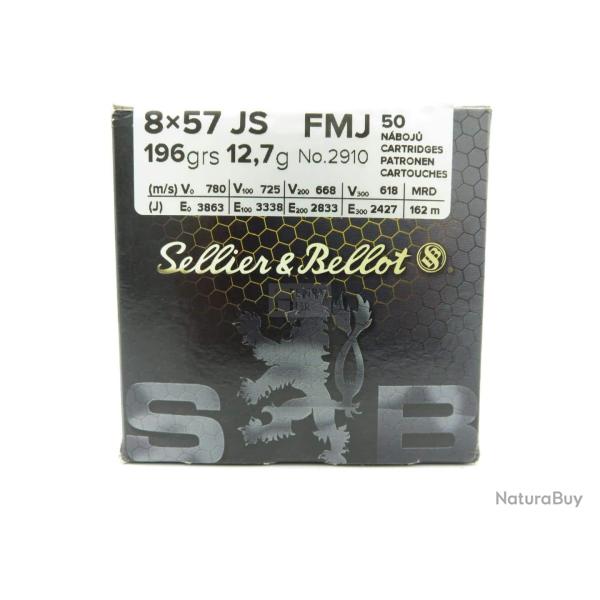 8×57 JS FMJ 50
NÁBOJŮ
CARTRIDGES
PATRONEN
CARTOUCHES
196grs 12,7g No.2910
(m/s) V0 780 V100 725 V200 668 V300 618 MRD
(J) E0 3863 E100 3338 E200 2833 E300 2427 162 m
Sellier & Bellot
S B
NaturaBuy